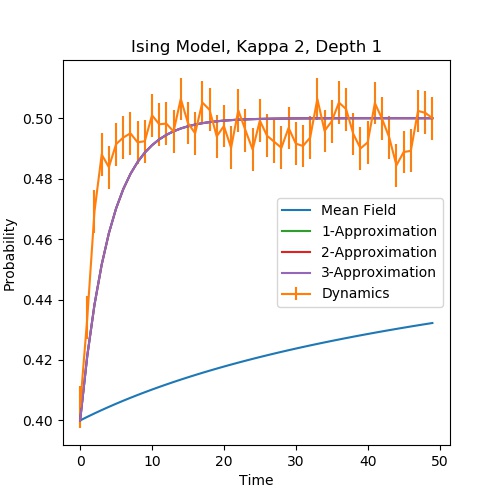 Ising Model, Kappa 2, Depth 1
Probability
0.50
0.48
0.46
0.44
0.42
0.40
Mean Field
1-Approximation
2-Approximation
3-Approximation
Dynamics
0
10
20
30
40
50
Time